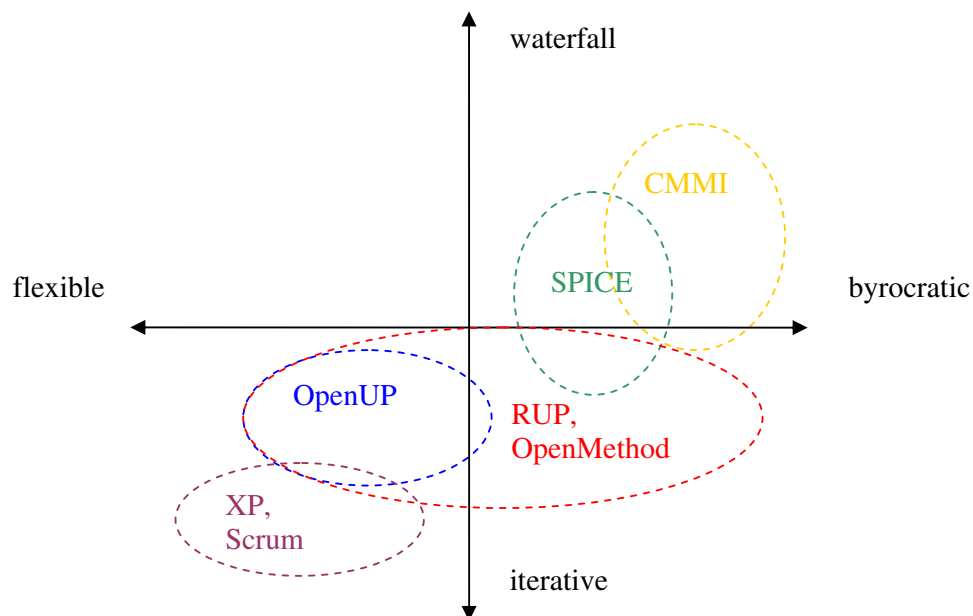 waterfall
CMMI
SPICE
flexible
byrocratic
OpenUP
RUP,
OpenMethod
XP,
Scrum
iterative